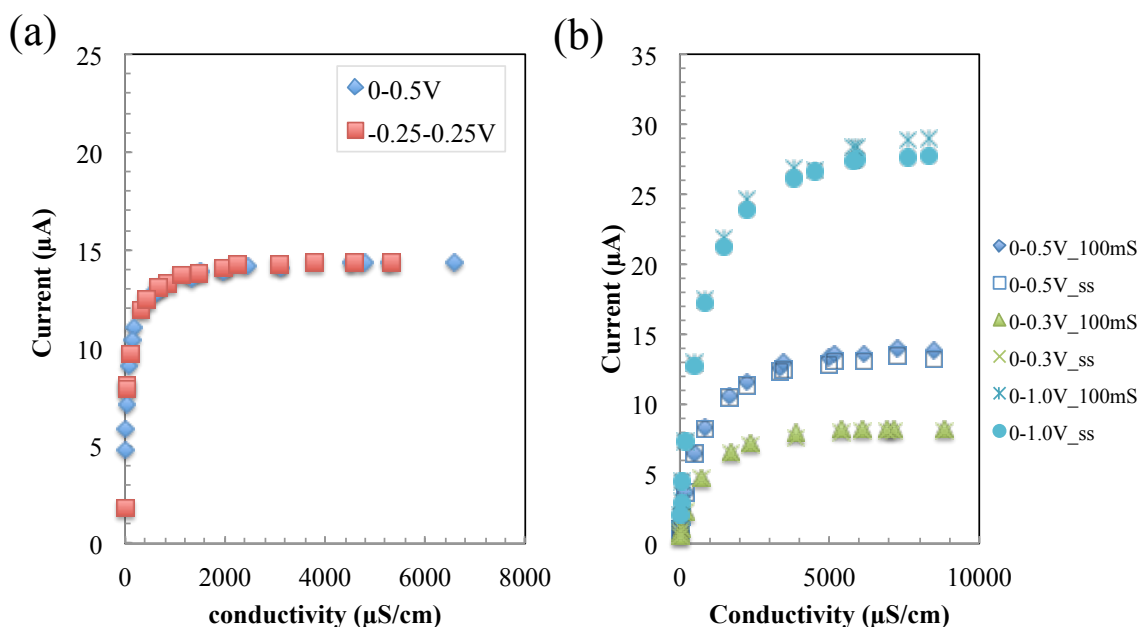 (a)
25
20
15
10
5
0
Current (µA)
0 2000 4000 6000 8000
conductivity (µS/cm)
0-0.5V
-0.25-0.25V
(b)
35
30
25
20
15
10
5
0
Current (µA)
0 5000 10000
Conductivity (µS/cm)
0-0.5V_100mS
0-0.5V_ss
0-0.3V_100mS
0-0.3V_ss
0-1.0V_100mS
0-1.0V_ss